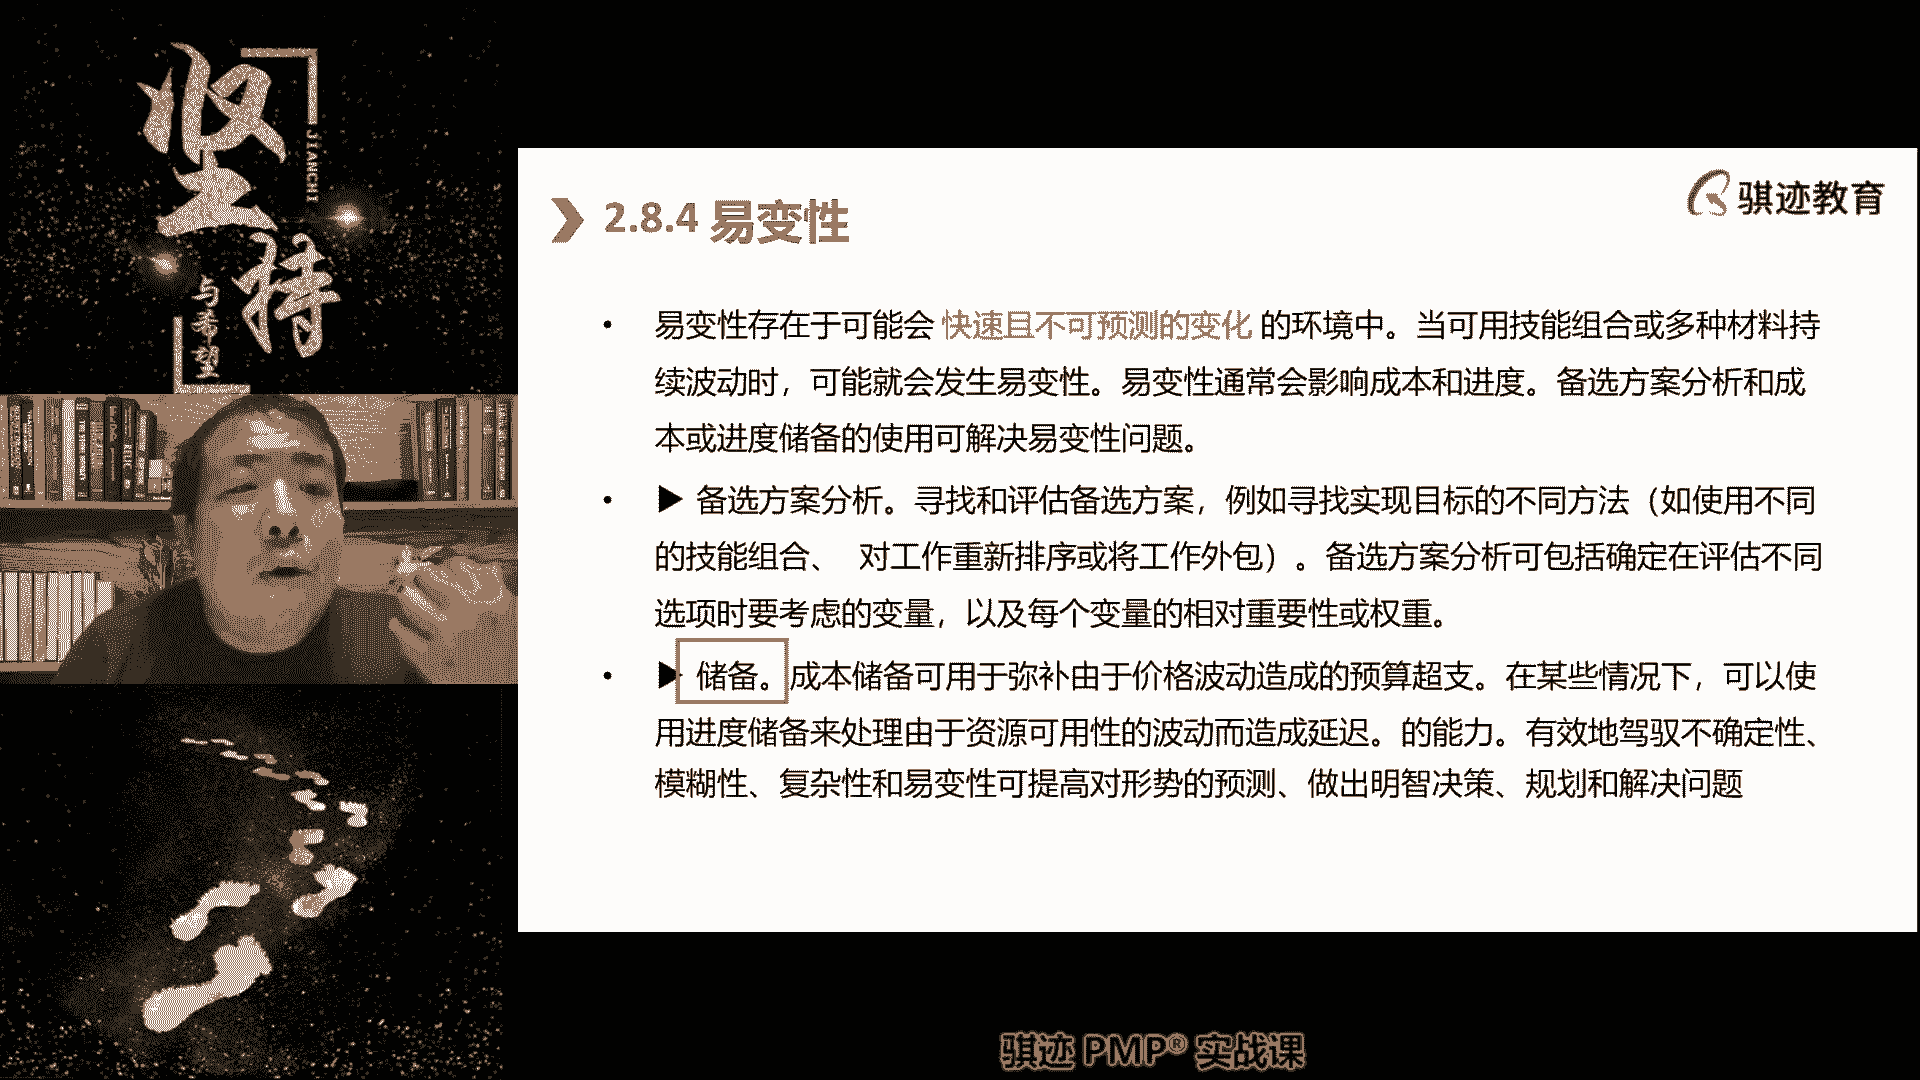 坚持
JIANCHI
与希望
骐迹教育
2.8.4 易变性
• 易变性存在于可能会 快速且不可预测的变化 的环境中。当可用技能组合或多种材料持
续波动时，可能就会发生易变性。易变性通常会影响成本和进度。备选方案分析和成
本或进度储备的使用可解决易变性问题。
• ▶ 备选方案分析。寻找和评估备选方案，例如寻找实现目标的不同方法（如使用不同
的技能组合、 对工作重新排序或将工作外包）。备选方案分析可包括确定在评估不同
选项时要考虑的变量，以及每个变量的相对重要性或权重。
• ▶ 储备。成本储备可用于弥补由于价格波动造成的预算超支。在某些情况下，可以使
用进度储备来处理由于资源可用性的波动而造成延迟。的能力。有效地驾驭不确定性、
模糊性、复杂性和易变性可提高对形势的预测、做出明智决策、规划和解决问题
骐迹 PMP® 实战课